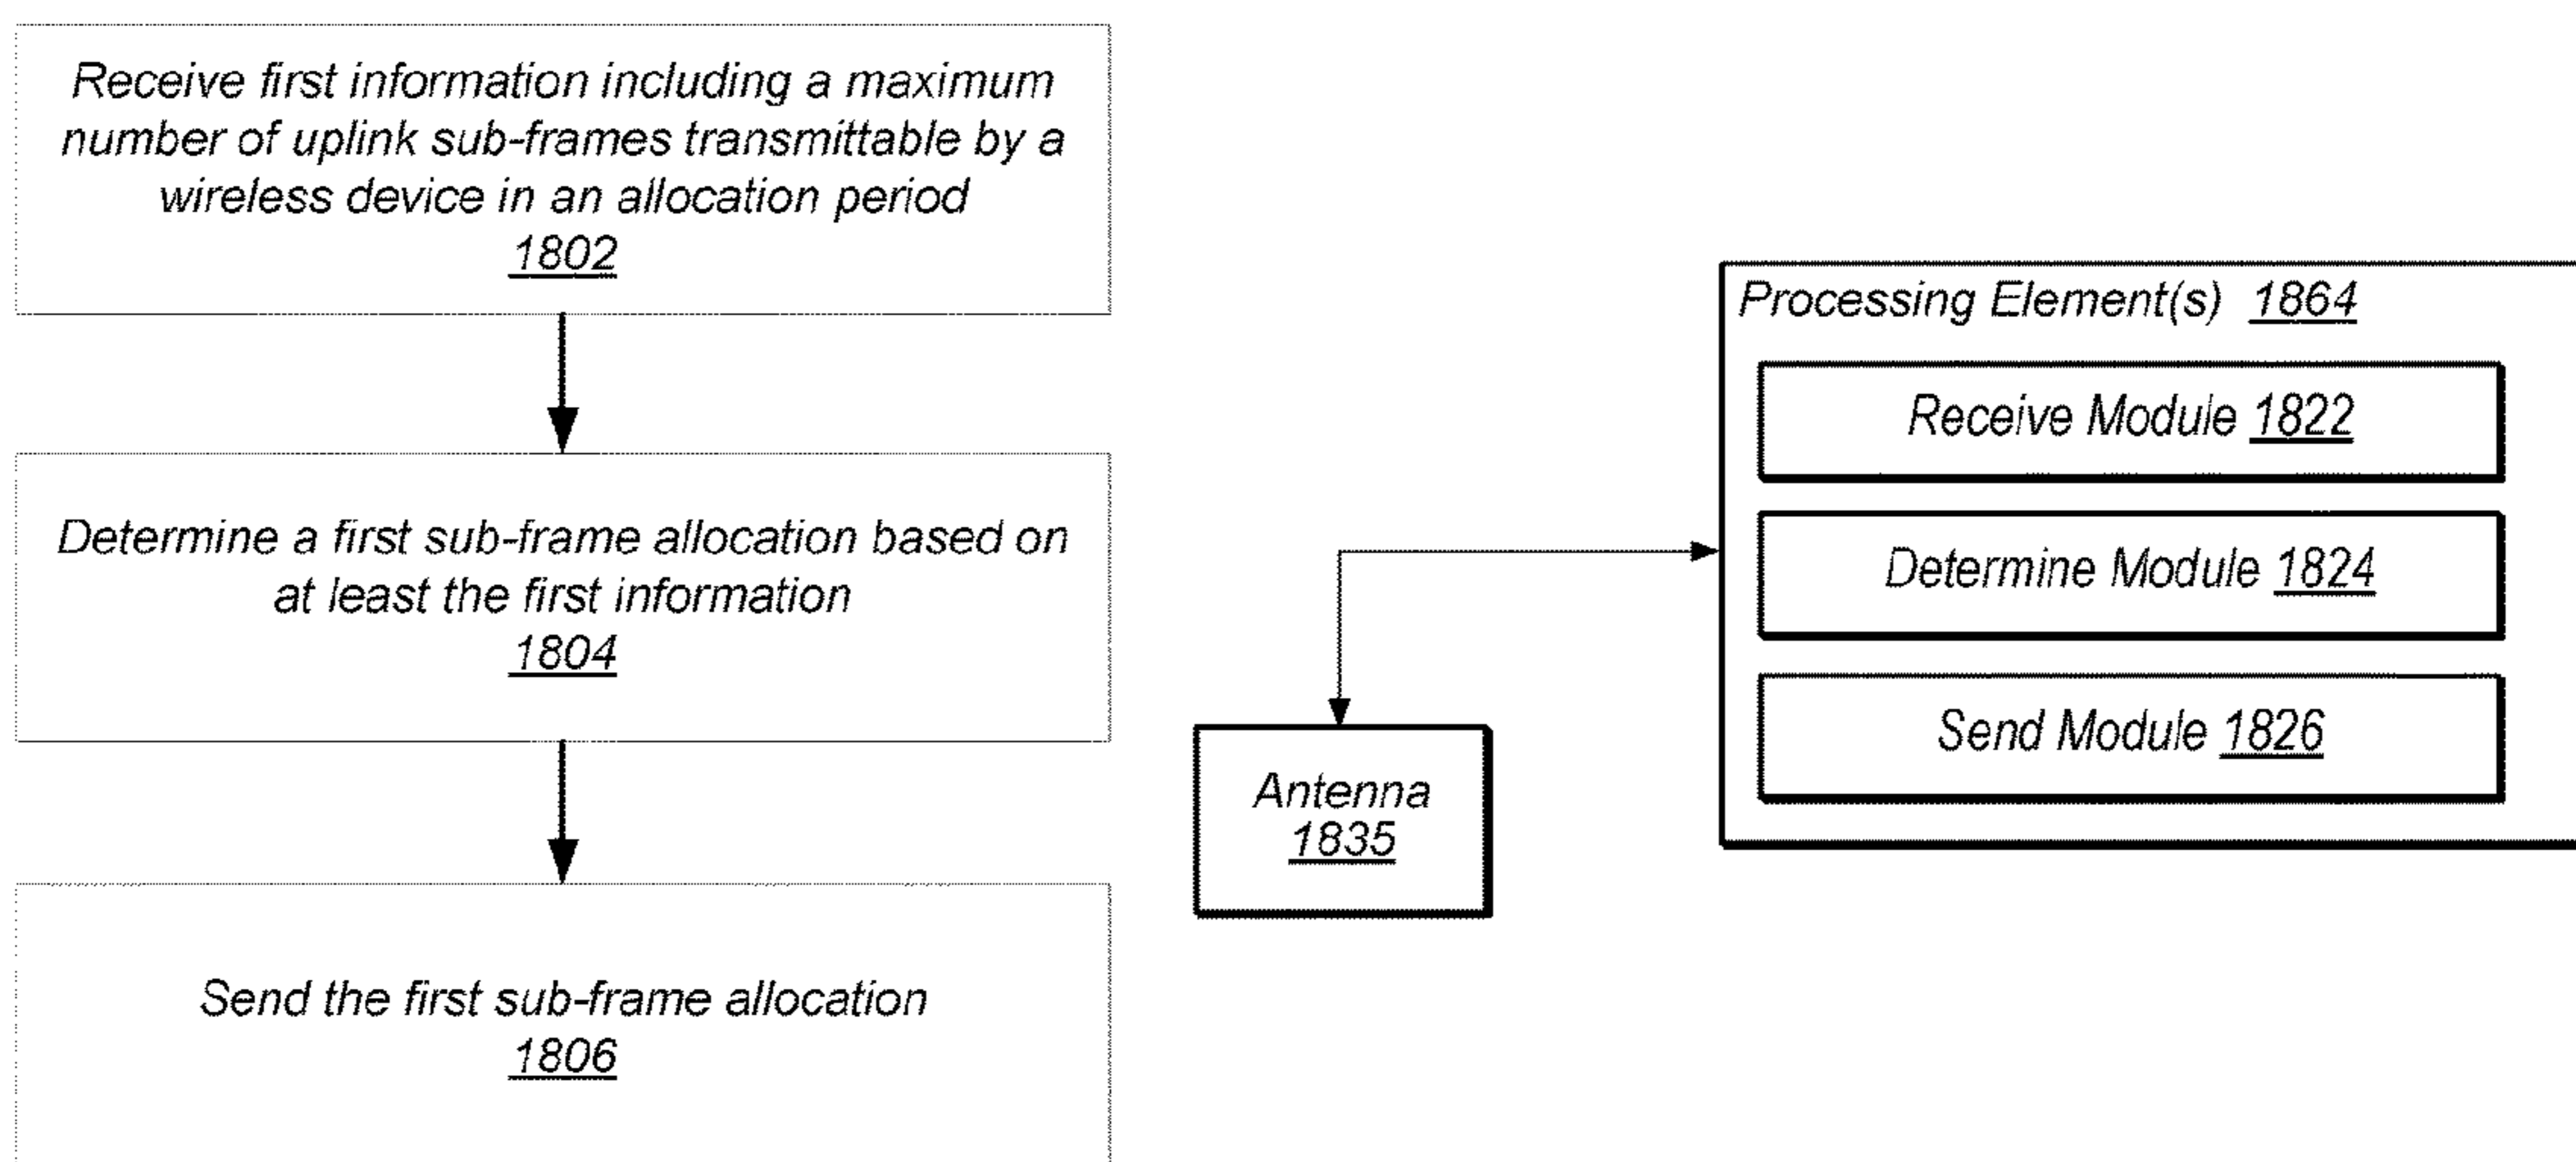 Receive first information including a maximum
number of uplink sub-frames transmittable by a
wireless device in an allocation period
1802
Determine a first sub-frame allocation based on
at least the first information
1804
Send the first sub-frame allocation
1806
Processing Element(s) 1864
Receive Module 1822
Determine Module 1824
Send Module 1826
Antenna
1835